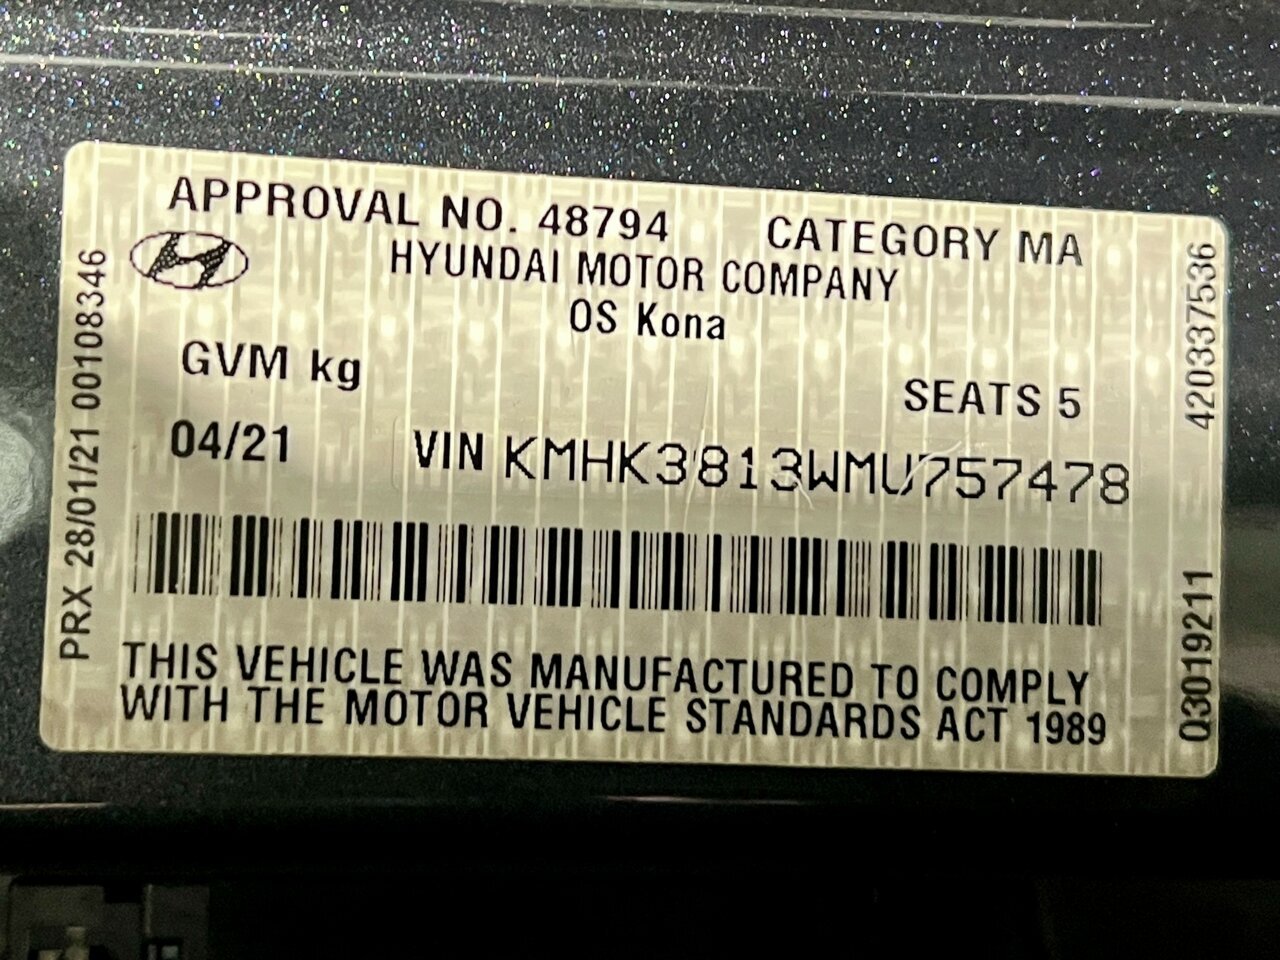 APPROVAL NO. 48794 CATEGORY MA
HYUNDAI MOTOR COMPANY
OS Kona
GVM kg
SEATS 5
04/21 VIN KMHK3813WMU757478
THIS VEHICLE WAS MANUFACTURED TO COMPLY
WITH THE MOTOR VEHICLE STANDARDS ACT 1989
PRX 28/01/21 00108346
420337536
Q3019211